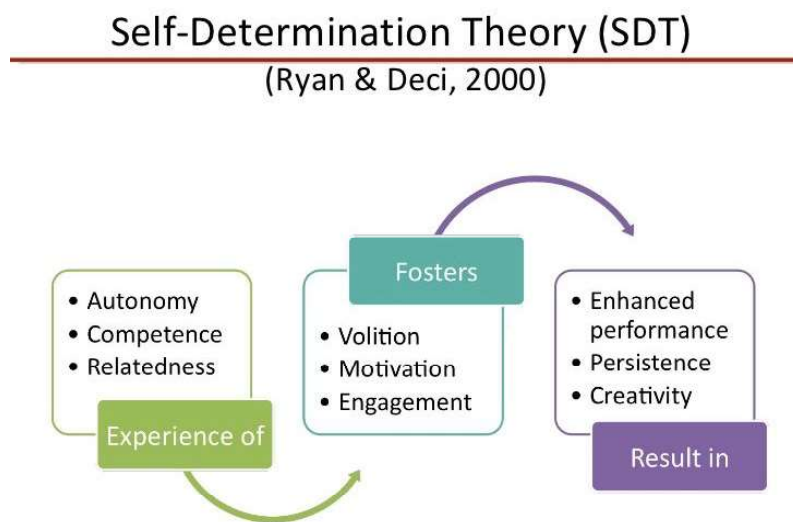 Self-Determination Theory (SDT)
(Ryan & Deci, 2000)
• Autonomy
• Competence
• Relatedness
Experience of
Fosters
• Volition
• Motivation
• Engagement
• Enhanced
performance
• Persistence
• Creativity
Result in